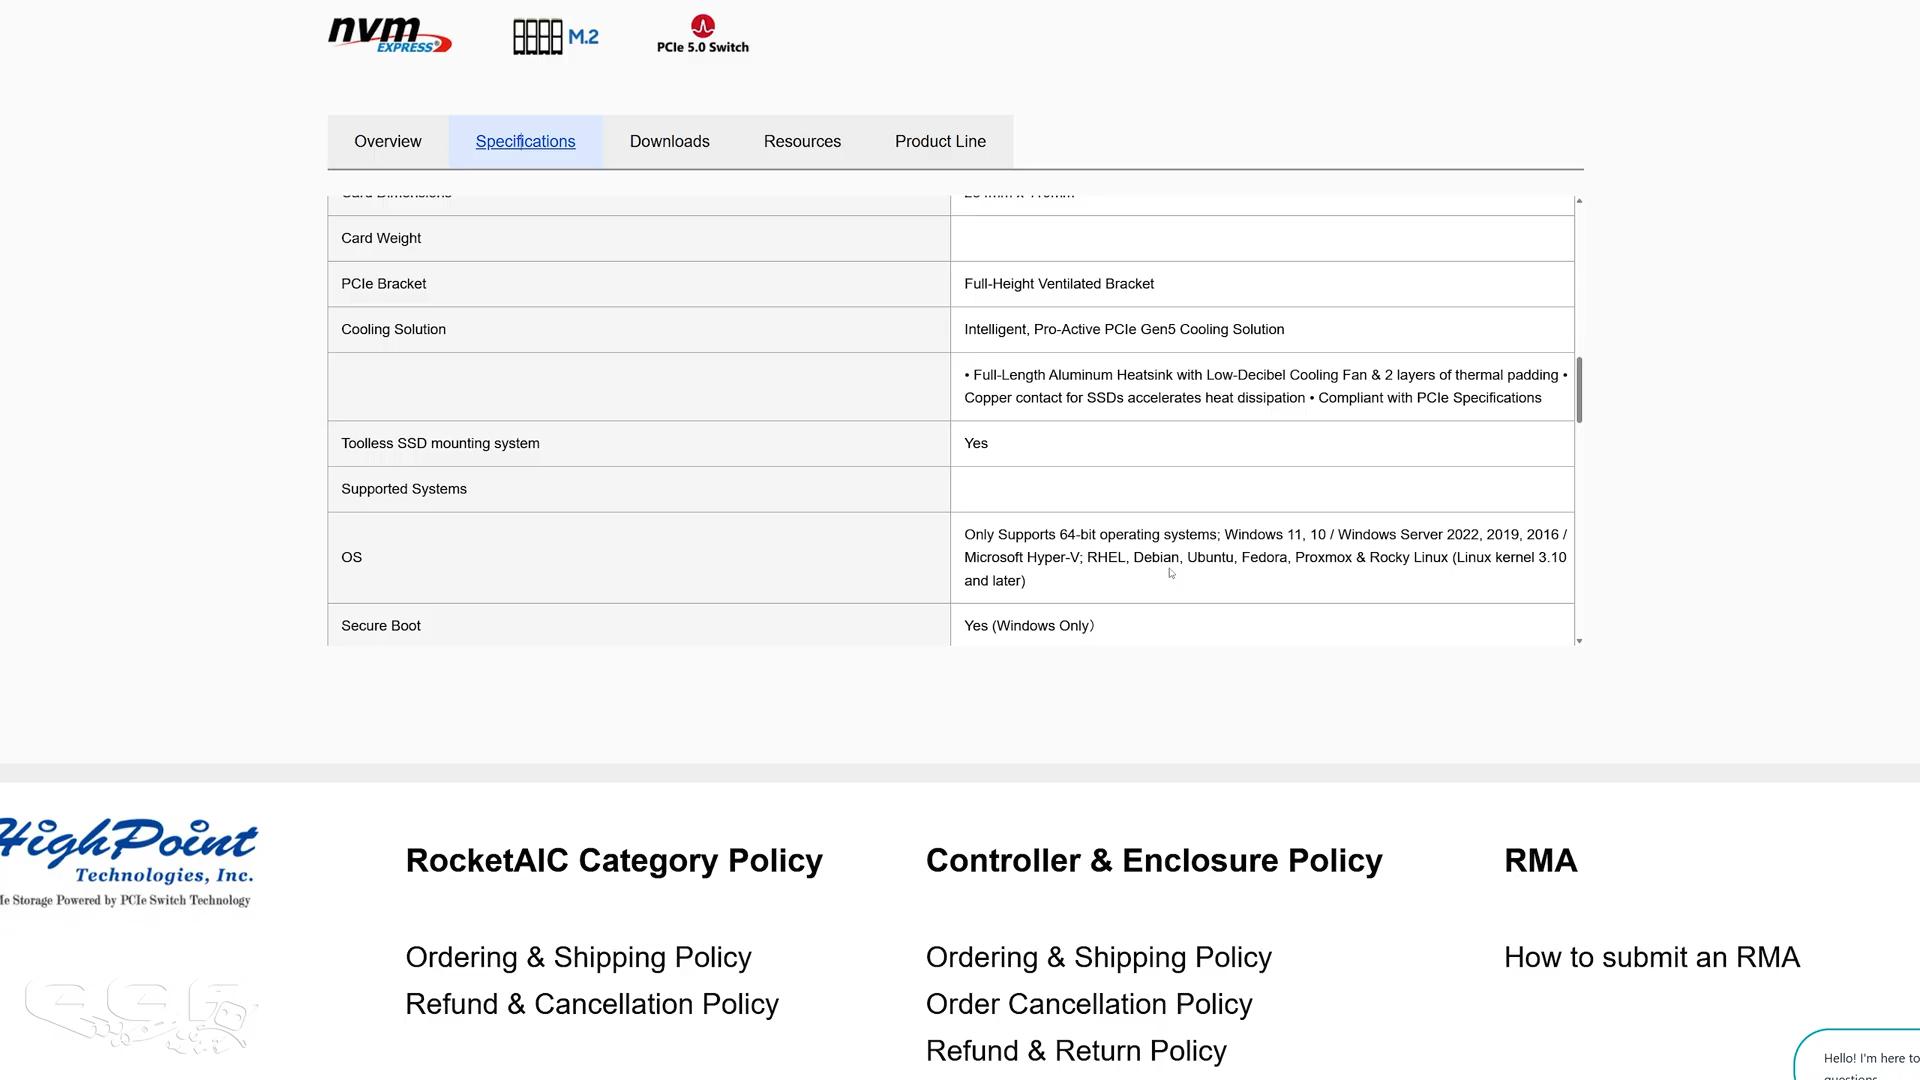 nvm
EXPRESS®
M.2
PCIe 5.0 Switch
Overview
Specifications
Downloads
Resources
Product Line
Card Dimensions
Card Weight
PCIe Bracket
Full-Height Ventilated Bracket
Cooling Solution
Intelligent, Pro-Active PCIe Gen5 Cooling Solution
• Full-Length Aluminum Heatsink with Low-Decibel Cooling Fan & 2 layers of thermal padding •
Copper contact for SSDs accelerates heat dissipation • Compliant with PCIe Specifications
Toolless SSD mounting system
Yes
Supported Systems
OS
Only Supports 64-bit operating systems; Windows 11, 10 / Windows Server 2022, 2019, 2016 /
Microsoft Hyper-V; RHEL, Debian, Ubuntu, Fedora, Proxmox & Rocky Linux (Linux kernel 3.10
and later)
Secure Boot
Yes (Windows Only）
HighPoint
Technologies, Inc.
Storage Powered by PCIe Switch Technology
RocketAIC Category Policy
Ordering & Shipping Policy
Refund & Cancellation Policy
Controller & Enclosure Policy
Ordering & Shipping Policy
Order Cancellation Policy
Refund & Return Policy
RMA
How to submit an RMA
Hello! I'm here to